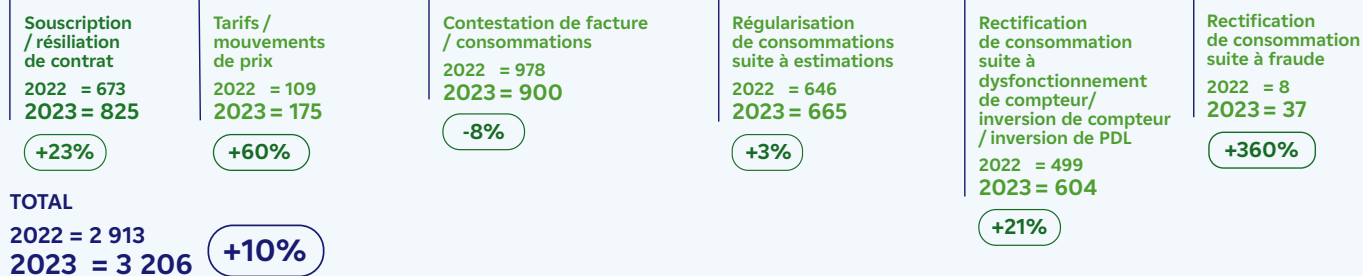 Souscription
/ résiliation
de contrat
2022 = 673
2023 = 825
+23%
Tarifs /
mouvements
de prix
2022 = 109
2023 = 175
+60%
Contestation de facture
/ consommations
2022 = 978
2023 = 900
-8%
Régularisation
de consommations
suite à estimations
2022 = 646
2023 = 665
+3%
Rectification
de consommation
suite à
dysfonctionnement
de compteur/
inversion de compteur
/ inversion de PDL
2022 = 499
2023 = 604
+21%
Rectification
de consommation
suite à fraude
2022 = 8
2023 = 37
+360%
TOTAL
2022 = 2 913
2023 = 3 206
+10%